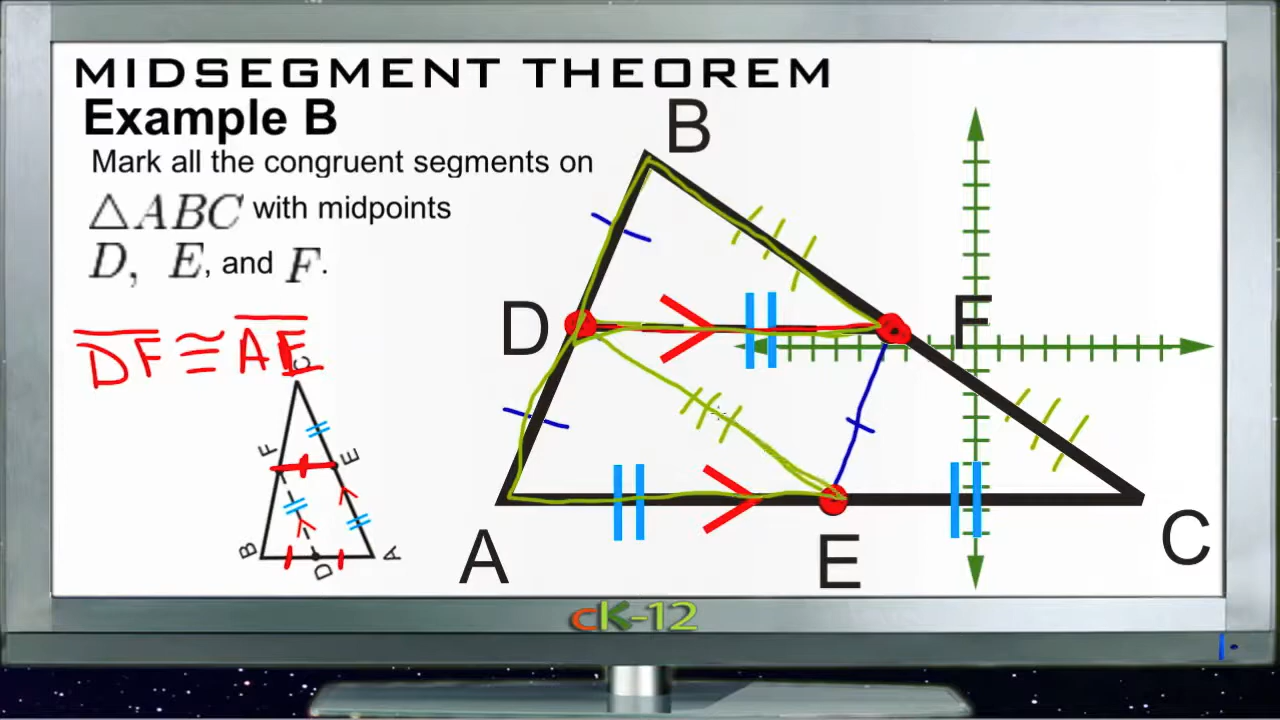 MIDSEGMENT THEOREM
Example B
Mark all the congruent segments on
△ABC with midpoints
D, E, and F.
DF ≅ AE
B
D
F
A
E
C
C
F
E
B
D
A
cK-12